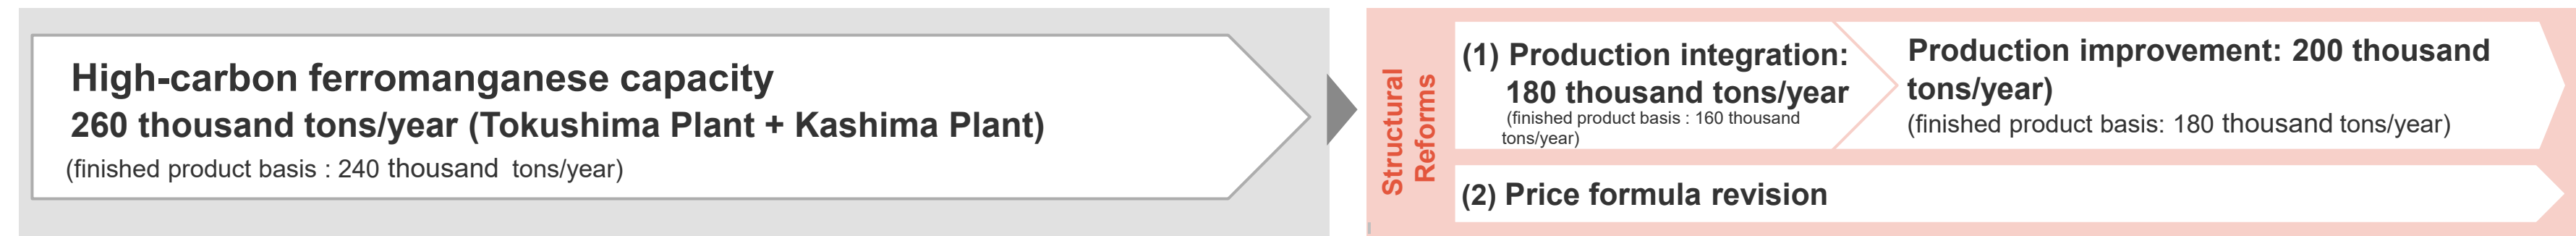 High-carbon ferromanganese capacity
260 thousand tons/year (Tokushima Plant + Kashima Plant)
(finished product basis : 240 thousand tons/year)
Structural
Reforms
(1) Production integration:
180 thousand tons/year
(finished product basis : 160 thousand
tons/year)
Production improvement: 200 thousand
tons/year)
(finished product basis: 180 thousand tons/year)
(2) Price formula revision